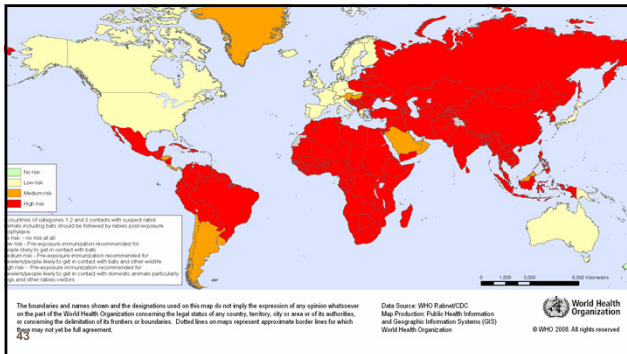 No risk
Low risk
Medium risk
High risk
countries of categories 1,2 and 3 contacts with suspect rabid
including bats should be followed by rabies post-exposure
- no risk at all
risk - Pre-exposure immunization recommended for
people likely to get in contact with bats
risk - Pre-exposure immunization recommended for
people likely to get in contact with bats and other wildlife
risk - Pre-exposure immunization recommended for
people likely to get in contact with domestic animals particularly
and other rabies vectors
0 1,500 3,000 6,000 Kilometers
The boundaries and names shown and the designations used on this map do not imply the expression of any opinion whatsoever
on the part of the World Health Organization concerning the legal status of any country, territory, city or area or of its authorities,
or concerning the delimitation of its frontiers or boundaries. Dotted lines on maps represent approximate border lines for which
there may not yet be full agreement.
43
Data Source: WHO Rabnet/CDC
Map Production: Public Health Information
and Geographic Information Systems (GIS)
World Health Organization
World Health
Organization
© WHO 2008. All rights reserved